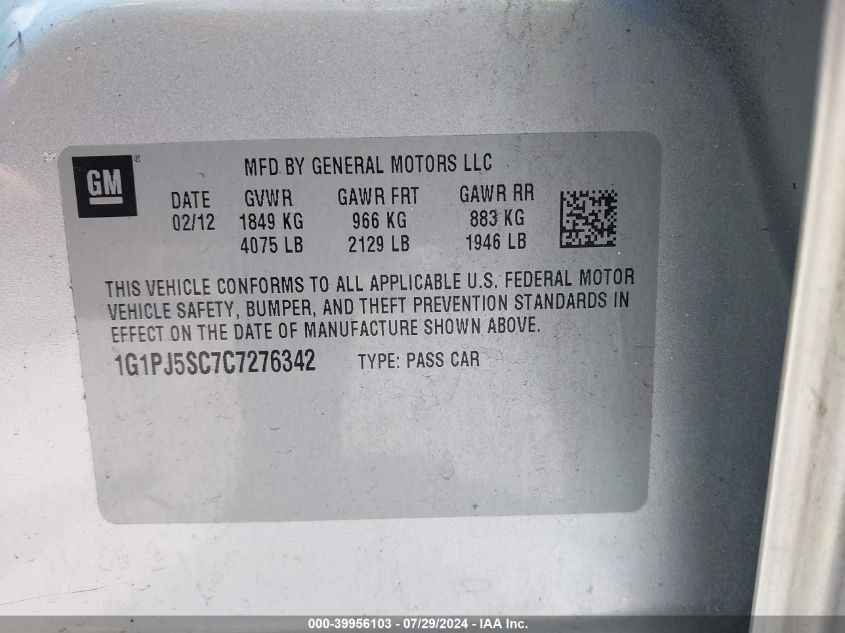 GM ®
MFD BY GENERAL MOTORS LLC
DATE GVWR GAWR FRT GAWR RR
02/12 1849 KG 966 KG 883 KG
4075 LB 2129 LB 1946 LB
THIS VEHICLE CONFORMS TO ALL APPLICABLE U.S. FEDERAL MOTOR
VEHICLE SAFETY, BUMPER, AND THEFT PREVENTION STANDARDS IN
EFFECT ON THE DATE OF MANUFACTURE SHOWN ABOVE.
1G1PJ5SC7C7276342 TYPE: PASS CAR
000-39956103 - 07/29/2024 - IAA Inc.